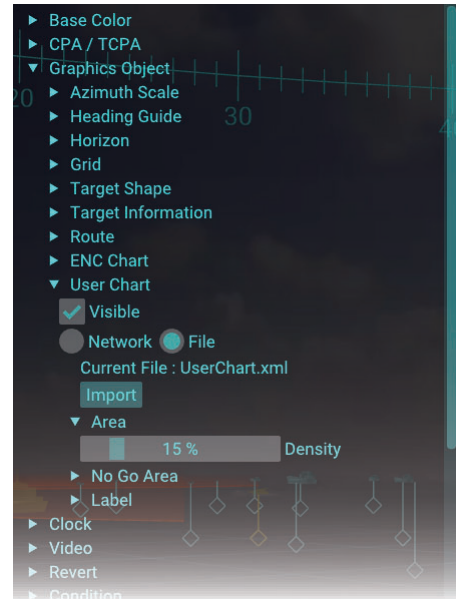 Base Color
CPA / TCPA
Graphics Object
Azimuth Scale
20
30
Heading Guide
Horizon
Grid
Target Shape
Target Information
Route
ENC Chart
User Chart
Visible
Network File
Current File : UserChart.xml
Import
Area
15 % Density
No Go Area
Label
Clock
Video
Revert
Condition